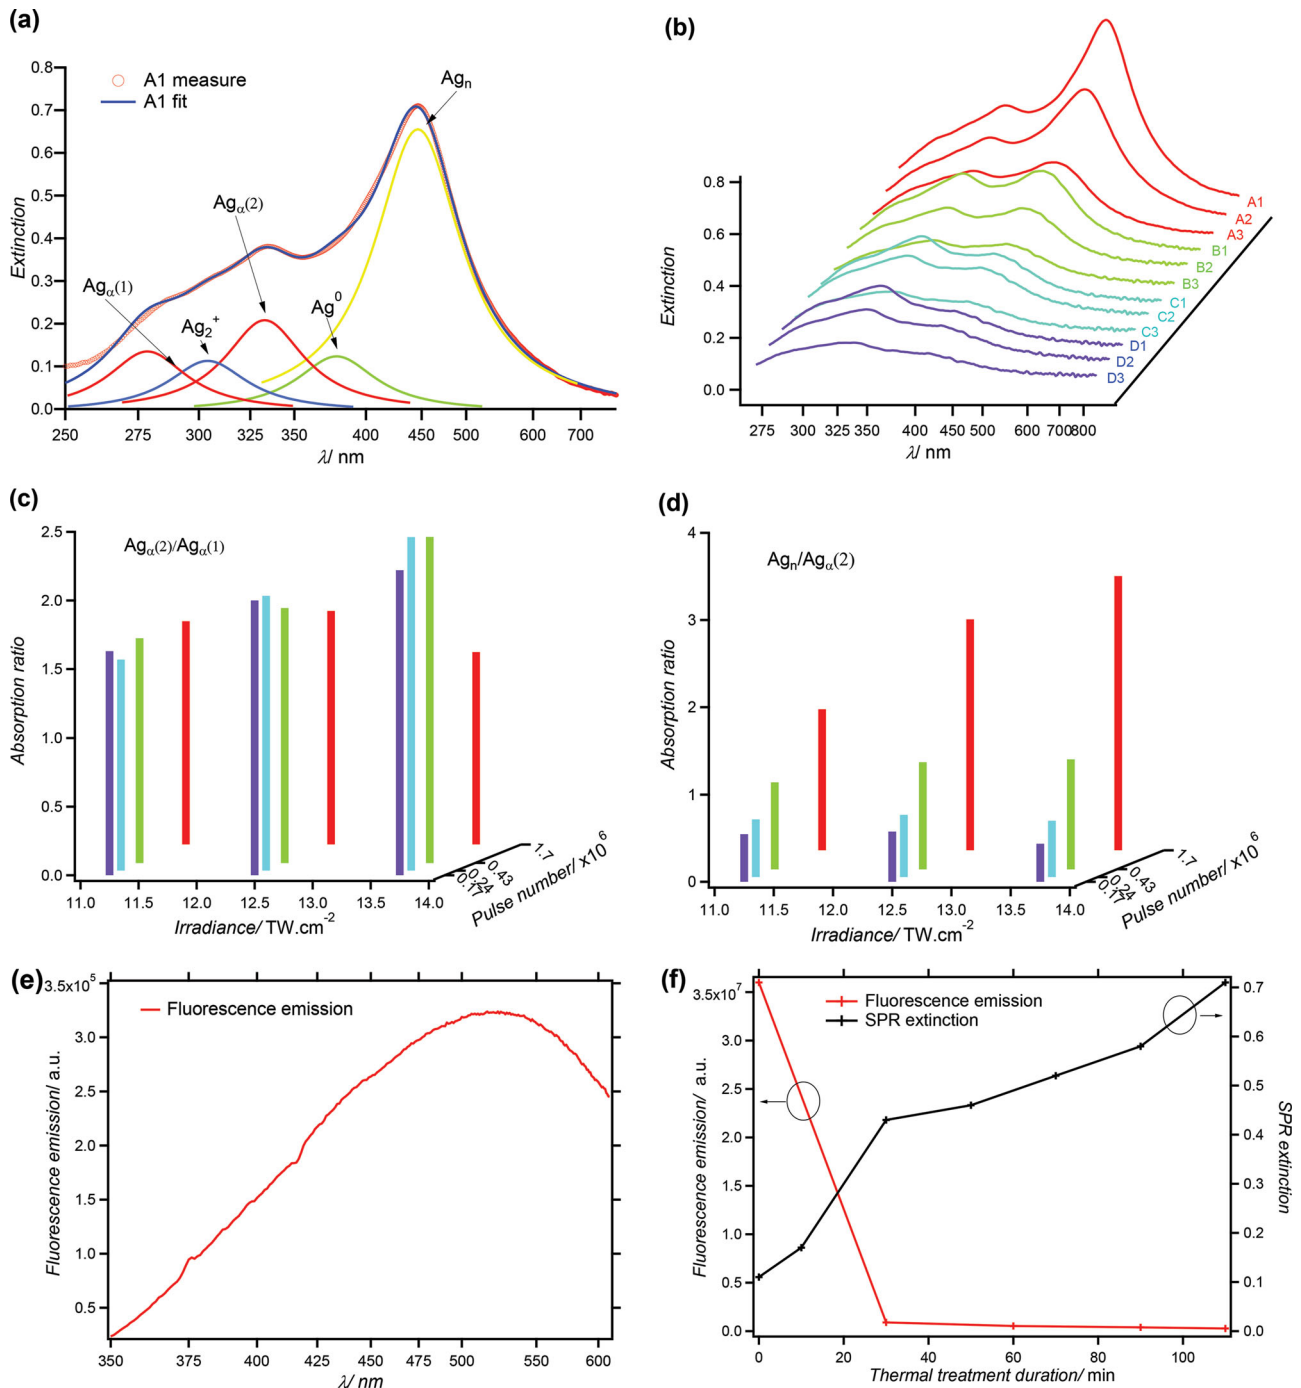 (a)
0.8
0.7
0.6
0.5
0.4
0.3
0.2
0.1
0.0
Extinction
A1 measure
A1 fit
Agn
Agα(2)
Agα(1)
Ag2+
Ag0
250 275 300 325 350 400 450 500 600 700
λ/ nm
(b)
0.8
0.6
0.4
0.2
0.0
Extinction
A1
A2
A3
B1
B2
B3
C1
C2
C3
D1
D2
D3
275 300 325 350 400 450 500 600 700 800
λ/ nm
(c)
2.5
2.0
1.5
1.0
0.5
0.0
Absorption ratio
Agα(2)/Agα(1)
11.0 11.5 12.0 12.5 13.0 13.5 14.0
Irradiance/ TW.cm-2
0.17
0.24
0.43
1.7
Pulse number/ x10 6
(d)
4
3
2
1
0
Absorption ratio
Agn/Agα(2)
11.0 11.5 12.0 12.5 13.0 13.5 14.0
Irradiance/ TW.cm-2
0.17
0.24
0.43
1.7
Pulse number/ x10 6
(e)
3.5x10 5
3.0
2.5
3.0
1.5
1.0
0.5
Fluorescence emission/ a.u.
Fluorescence emission
350 375 400 425 450 475 500 550 600
λ/ nm
(f)
3.5x10 7
3.0
2.5
2.0
1.5
1.0
0.5
0.0
Fluorescence emission/ a.u.
Fluorescence emission
SPR extinction
0.7
0.6
0.5
0.4
0.3
0.2
0.1
0.0
SPR extinction
0 20 40 60 80 100
Thermal treatment duration/ min